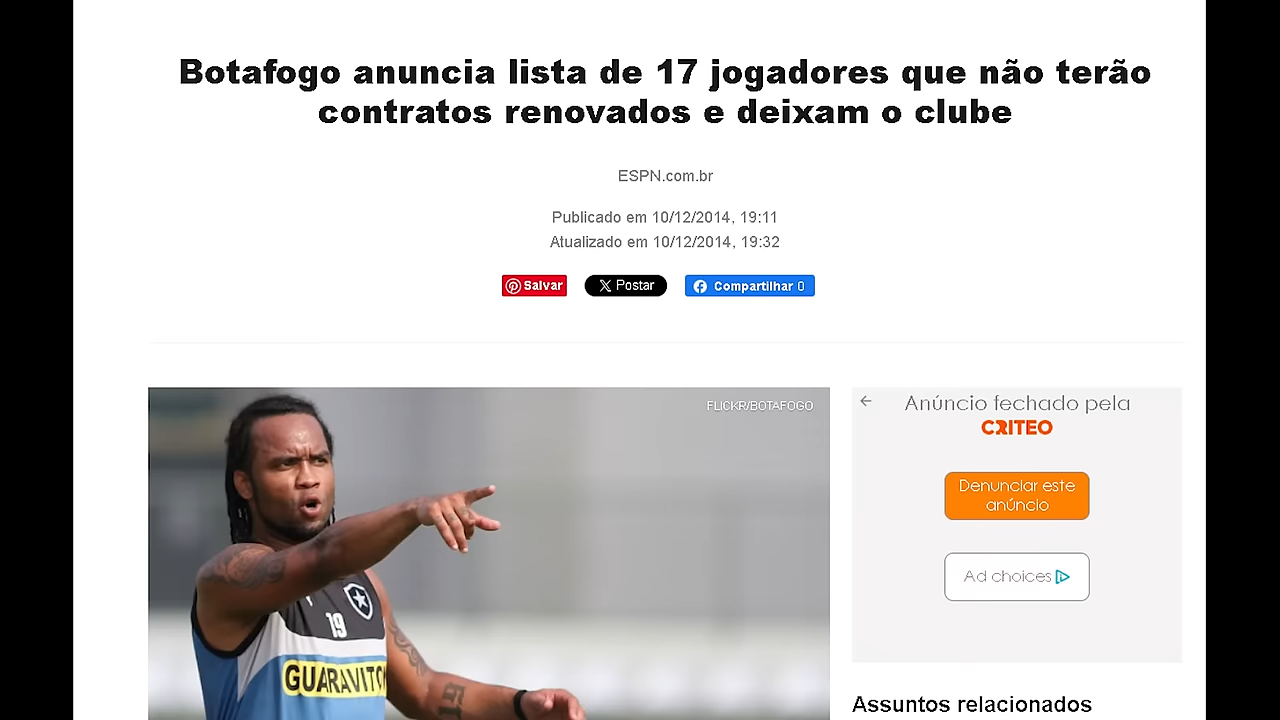 Botafogo anuncia lista de 17 jogadores que não terão
contratos renovados e deixam o clube
ESPN.com.br
Publicado em 10/12/2014, 19:11
Atualizado em 10/12/2014, 19:32
Salvar
Postar
Compartilhar 0
FLICKR/BOTAFOGO
19
GUARAVITO
Anúncio fechado pela
CRITEO
Denunciar este
anúncio
Ad choices
Assuntos relacionados